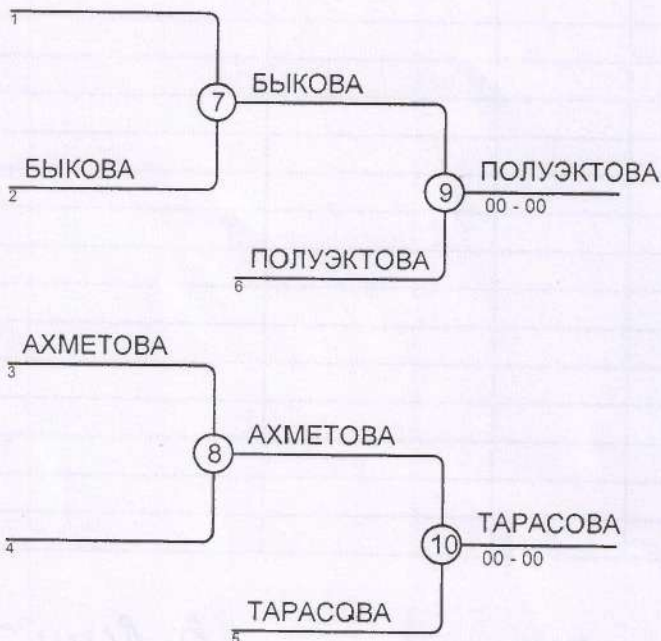 1
7
БЫКОВА
БЫКОВА
2
9
ПОЛУЭКТОВА
00 - 00
ПОЛУЭКТОВА
6
АХМЕТОВА
3
8
АХМЕТОВА
4
10
ТАРАСОВА
00 - 00
ТАРАСОВА
5